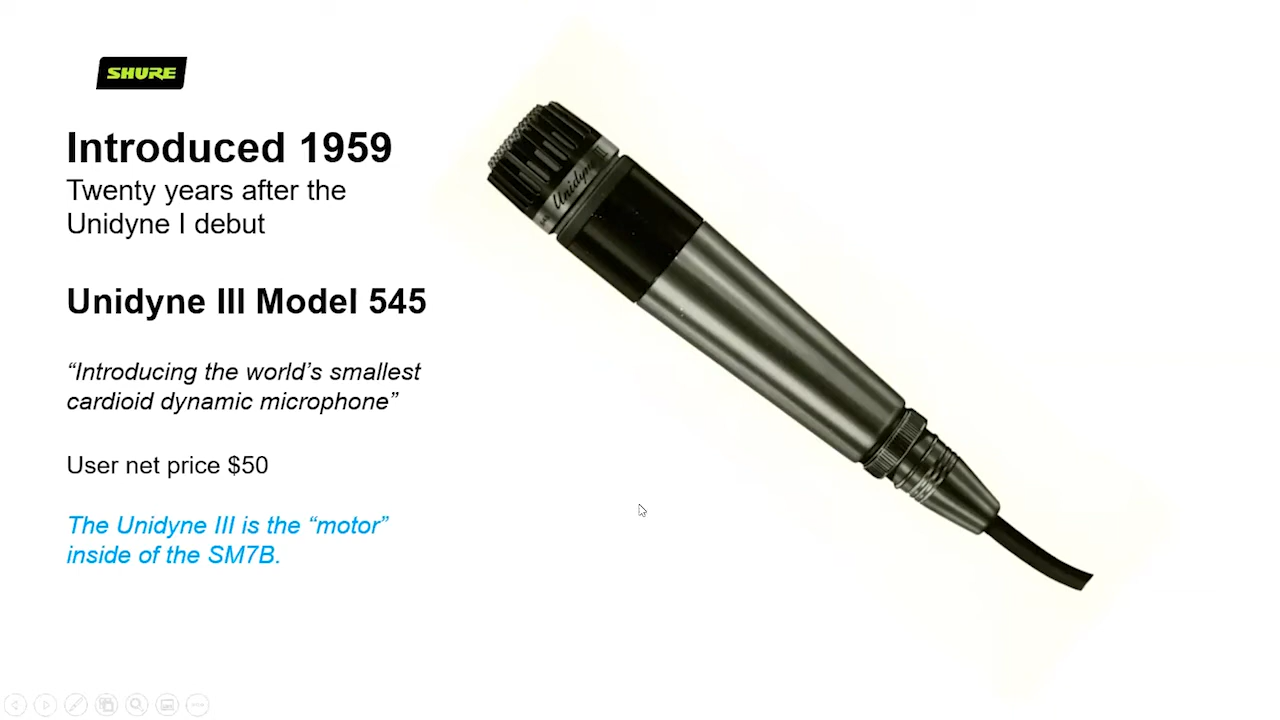 SHURE
Introduced 1959
Twenty years after the
Unidyne I debut
Unidyne III Model 545
“Introducing the world’s smallest
cardioid dynamic microphone”
User net price $50
The Unidyne III is the “motor”
inside of the SM7B.
Unidyne III